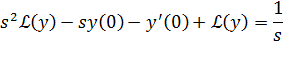 s²ℒ(y) − sy(0) − y′(0) + ℒ(y) = 1/s